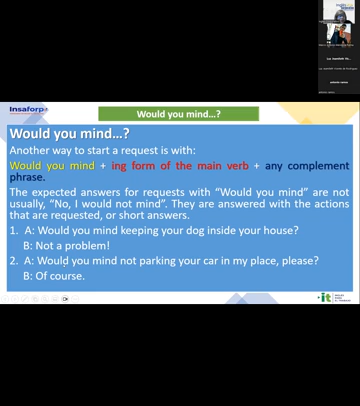 Insaforp
Would you mind…?
Would you mind…?
Another way to start a request is with:
Would you mind + ing form of the main verb + any complement
phrase.
The expected answers for requests with “Would you mind” are not
usually, “No, I would not mind”. They are answered with the actions
that are requested, or short answers.
1. A: Would you mind keeping your dog inside your house?
B: Not a problem!
2. A: Would you mind not parking your car in my place, please?
B: Of course.
it